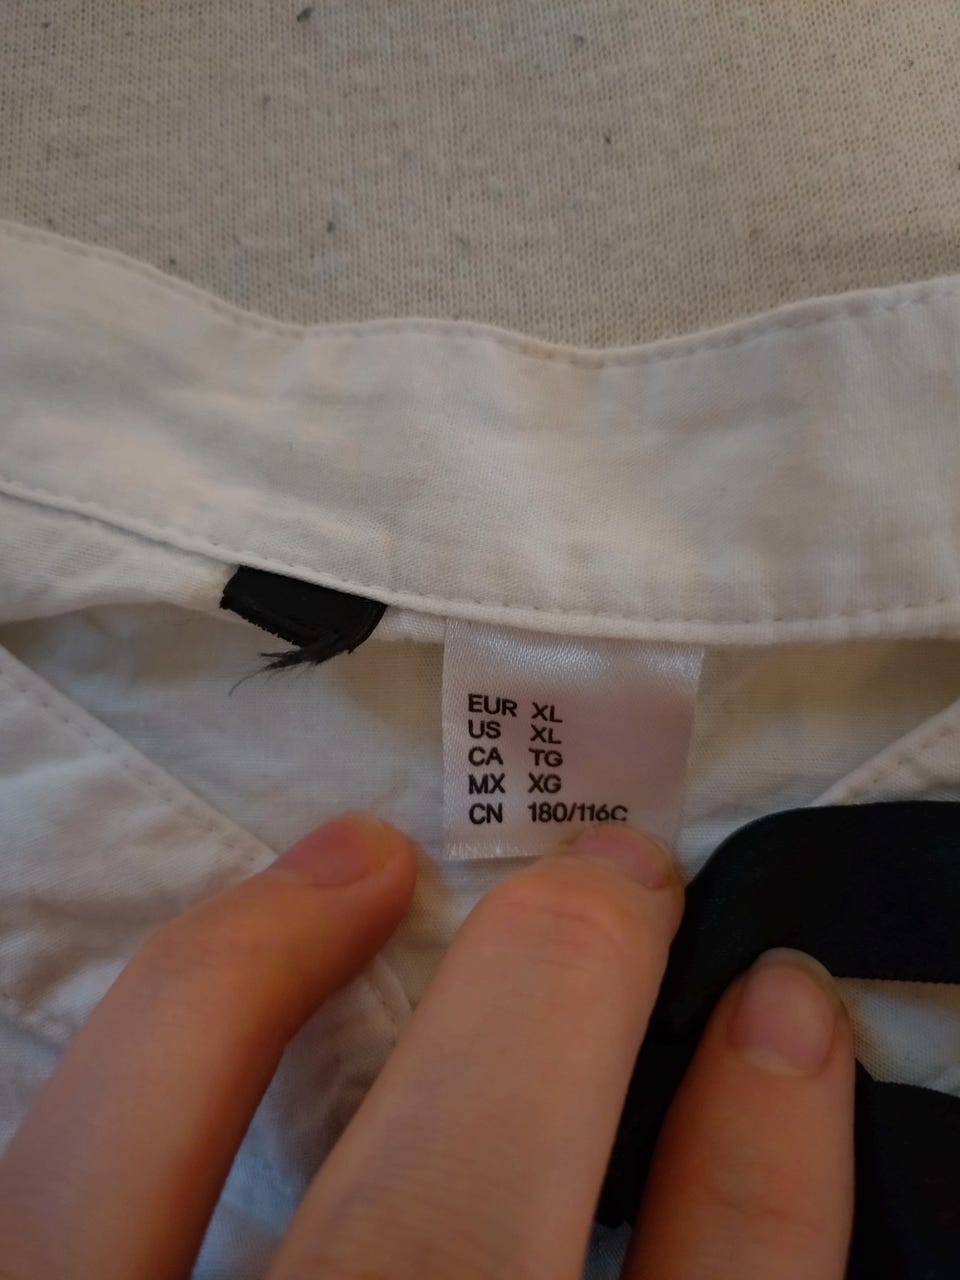 EUR XL
US XL
CA TG
MX XG
CN 180/116C